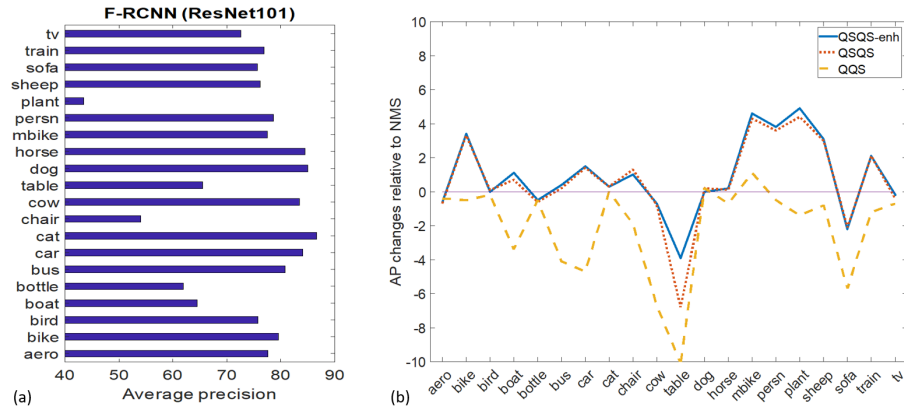 F-RCNN (ResNet101)
tv
train
sofa
sheep
plant
persn
mbike
horse
dog
table
cow
chair
cat
car
bus
bottle
boat
bird
bike
aero
40 50 60 70 80 90
Average precision
(a)
10
8
6
4
2
0
-2
-4
-6
-8
-10
AP changes relative to NMS
QSQS-enh
QSQS
QQS
aero bike bird boat bottle bus car cat chair cow table dog horse mbike persn plant sheep sofa train tv
(b)